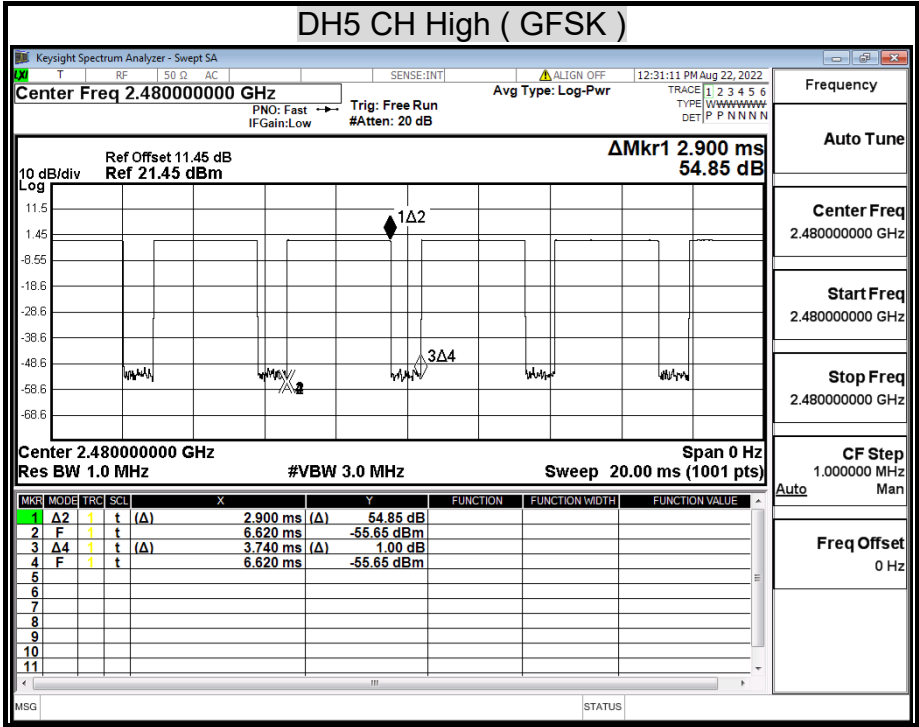 DH5 CH High ( GFSK )
Keysight Spectrum Analyzer - Swept SA
LXI T RF 50 Ω AC SENSE:INT ALIGN OFF 12:31:11 PM Aug 22, 2022
Center Freq 2.480000000 GHz
PNO: Fast
IFGain:Low
Trig: Free Run
#Atten: 20 dB
Avg Type: Log-Pwr
TRACE 1 2 3 4 5 6
TYPE WWWWWW
DET P P N N N N
Frequency
Auto Tune
Center Freq
2.480000000 GHz
Start Freq
2.480000000 GHz
Stop Freq
2.480000000 GHz
CF Step
1.000000 MHz
Auto Man
Freq Offset
0 Hz
ΔMkr1 2.900 ms
54.85 dB
Ref Offset 11.45 dB
10 dB/div Ref 21.45 dBm
Log
11.5
1.45
-8.55
-18.6
-28.6
-38.6
-48.6
-58.6
-68.6
1Δ2
3Δ4
Center 2.480000000 GHz Span 0 Hz
Res BW 1.0 MHz #VBW 3.0 MHz Sweep 20.00 ms (1001 pts)
MKR MODE TRC SCL X Y FUNCTION FUNCTION WIDTH FUNCTION VALUE
1 Δ2 1 t (Δ) 2.900 ms (Δ) 54.85 dB
2 F 1 t 6.620 ms -55.65 dBm
3 Δ4 1 t (Δ) 3.740 ms (Δ) 1.00 dB
4 F 1 t 6.620 ms -55.65 dBm
5
6
7
8
9
10
11
MSG STATUS